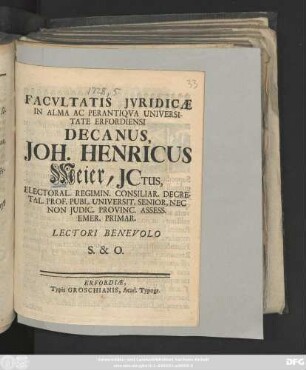 1728,5
33
FACVLTATIS JVRIDICÆ
IN ALMA AC PERANTIQVA UNIVERSI-
TATE ERFORDIENSI
DECANUS,
JOH. HENRICUS
Meier, JCTUS,
ELECTORAL. REGIMIN. CONSILIAR. DECRE-
TAL. PROF. PUBL. UNIVERSIT. SENIOR, NEC
NON JUDIC. PROVINC. ASSESS.
EMER. PRIMAR.
LECTORI BENEVOLO
S. & O.
ERFORDIÆ,
Typis GROSCHIANIS, Acad. Typogr.